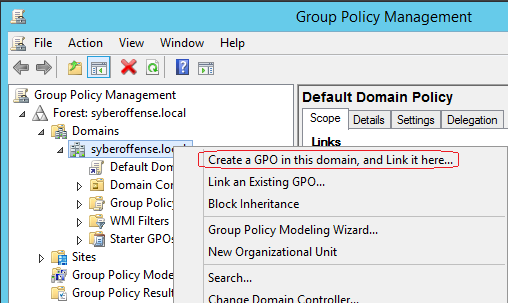 Group Policy Management
File Action View Window Help
Group Policy Management
Forest: syberoffense.local
Domains
syberoffense.lo
Default Dom
Domain Con
Group Policy
WMI Filters
Starter GPOs
Sites
Group Policy Mode
Group Policy Result
Default Domain Policy
Scope Details Settings Delegation
Links
Create a GPO in this domain, and Link it here...
Link an Existing GPO...
Block Inheritance
Group Policy Modeling Wizard...
New Organizational Unit
Search...
Change Domain Controller...